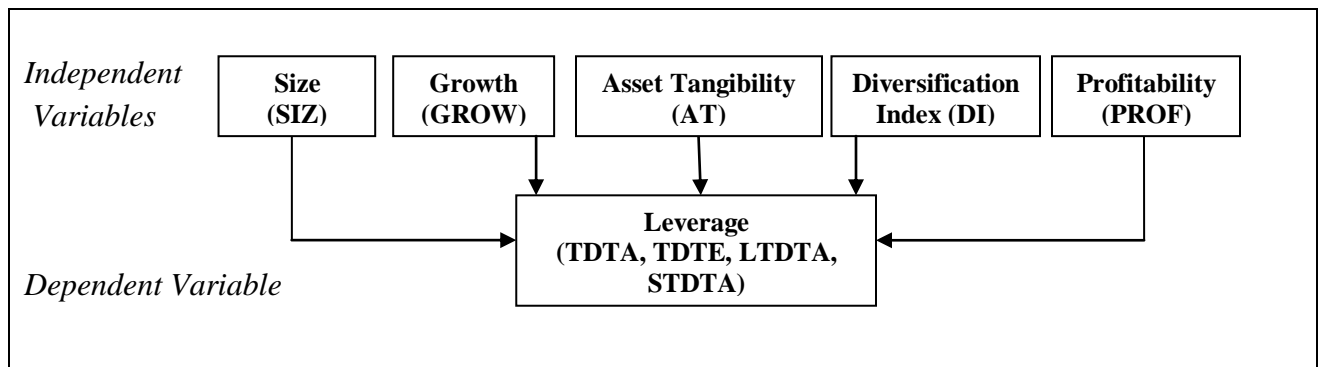 Independent
Variables
Size
(SIZ)
Growth
(GROW)
Asset Tangibility
(AT)
Diversification
Index (DI)
Profitability
(PROF)
Leverage
(TDTA, TDTE, LTDTA,
STDTA)
Dependent Variable